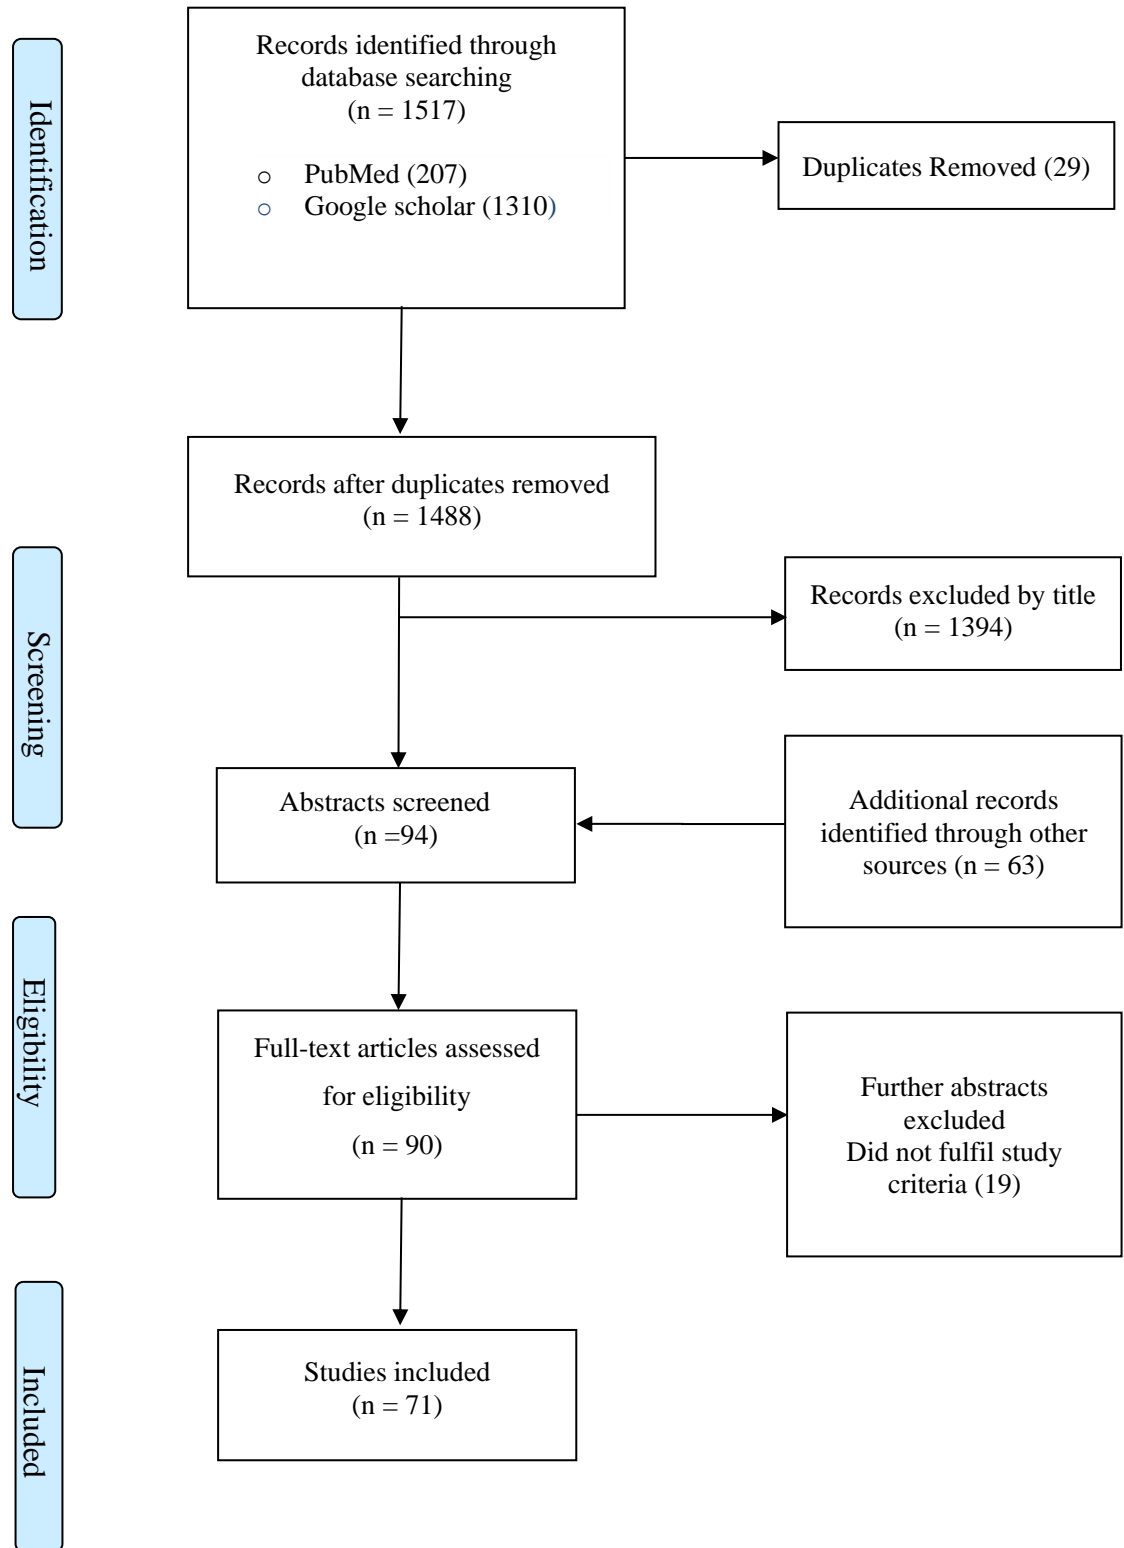 Identification
Records identified through
database searching
(n = 1517)
o PubMed (207)
o Google scholar (1310)
Duplicates Removed (29)
Records after duplicates removed
(n = 1488)
Screening
Records excluded by title
(n = 1394)
Abstracts screened
(n =94)
Additional records
identified through other
sources (n = 63)
Eligibility
Full-text articles assessed
for eligibility
(n = 90)
Further abstracts
excluded
Did not fulfil study
criteria (19)
Included
Studies included
(n = 71)